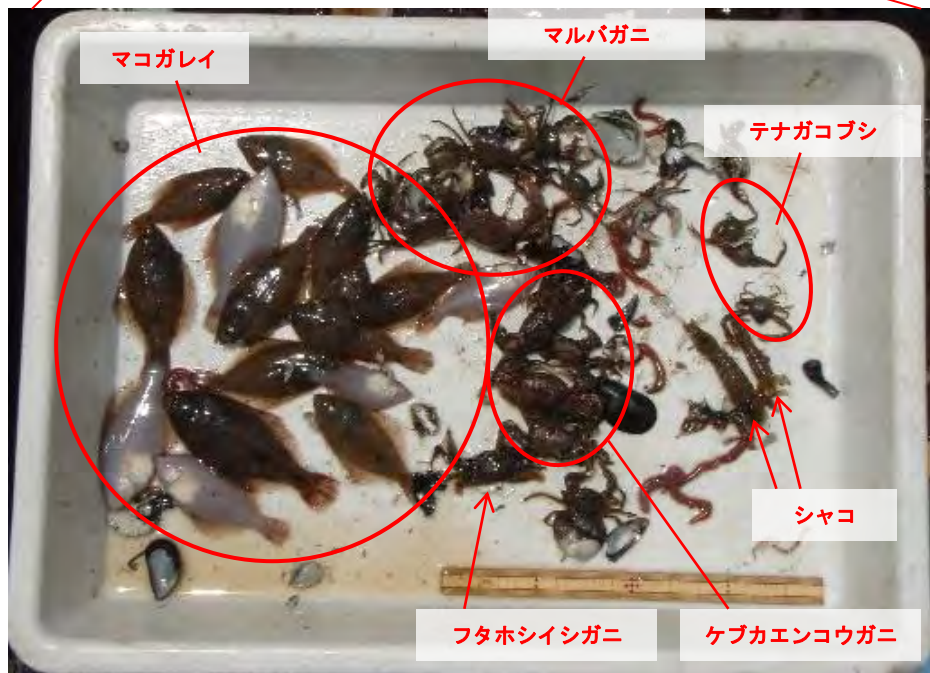 マルバガニ
マコガレイ
テナガコブシ
シャコ
フタホシイシガニ
ケブカエンコウガニ